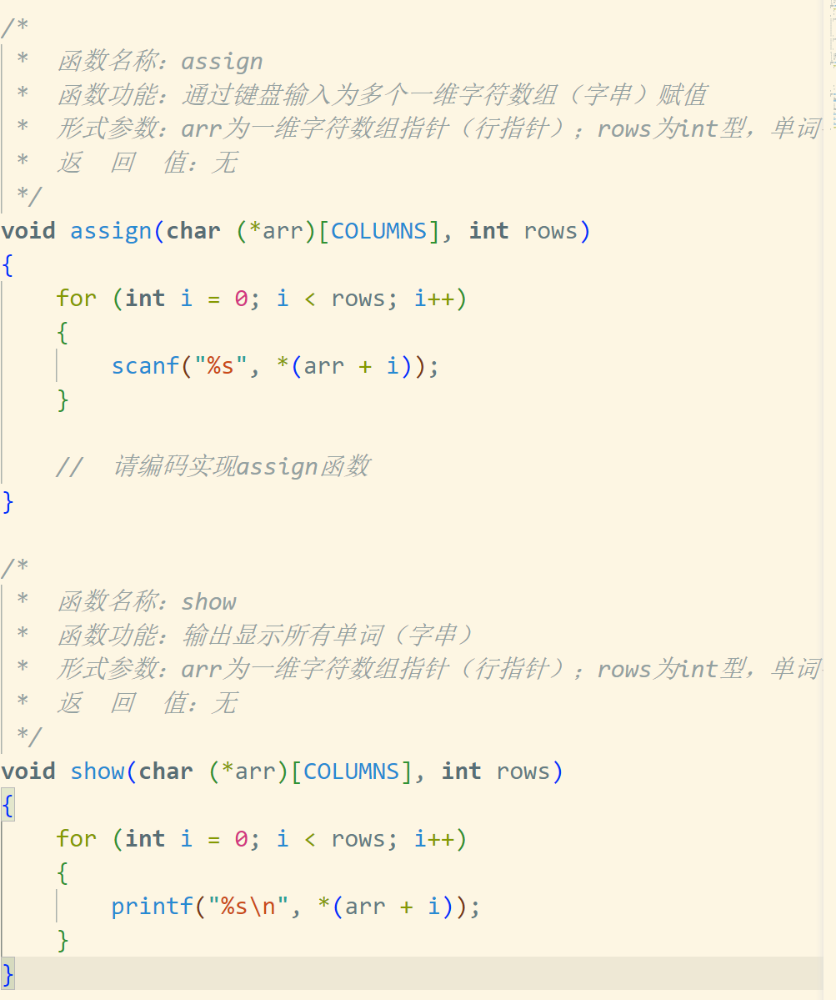 /*
 *  函数名称：assign
 *  函数功能：通过键盘输入为多个一维字符数组（字串）赋值
 *  形式参数：arr为一维字符数组指针（行指针）；rows为int型，单词
 *  返  回  值：无
 */
void assign(char (*arr)[COLUMNS], int rows)
{
    for (int i = 0; i < rows; i++)
    {
        scanf("%s", *(arr + i));
    }

    //  请编码实现assign函数
}

/*
 *  函数名称：show
 *  函数功能：输出显示所有单词（字串）
 *  形式参数：arr为一维字符数组指针（行指针）；rows为int型，单词
 *  返  回  值：无
 */
void show(char (*arr)[COLUMNS], int rows)
{
    for (int i = 0; i < rows; i++)
    {
        printf("%s\n", *(arr + i));
    }
}